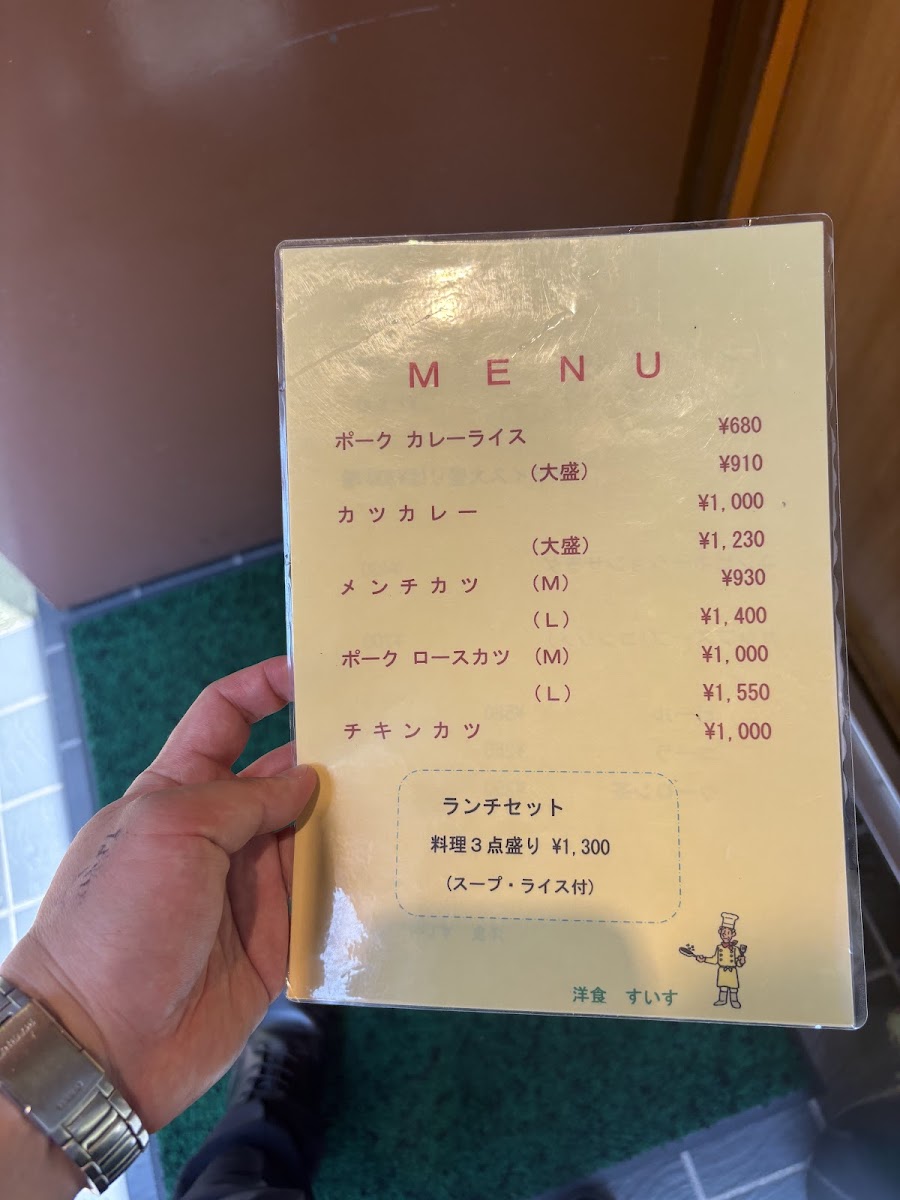 MENU
ポーク カレーライス ¥680
(大盛) ¥910
カツカレー ¥1,000
(大盛) ¥1,230
メンチカツ (M) ¥930
(L) ¥1,400
ポーク ロースカツ (M) ¥1,000
(L) ¥1,550
チキンカツ ¥1,000
ランチセット
料理3点盛り ¥1,300
(スープ・ライス付)
洋食 すいす